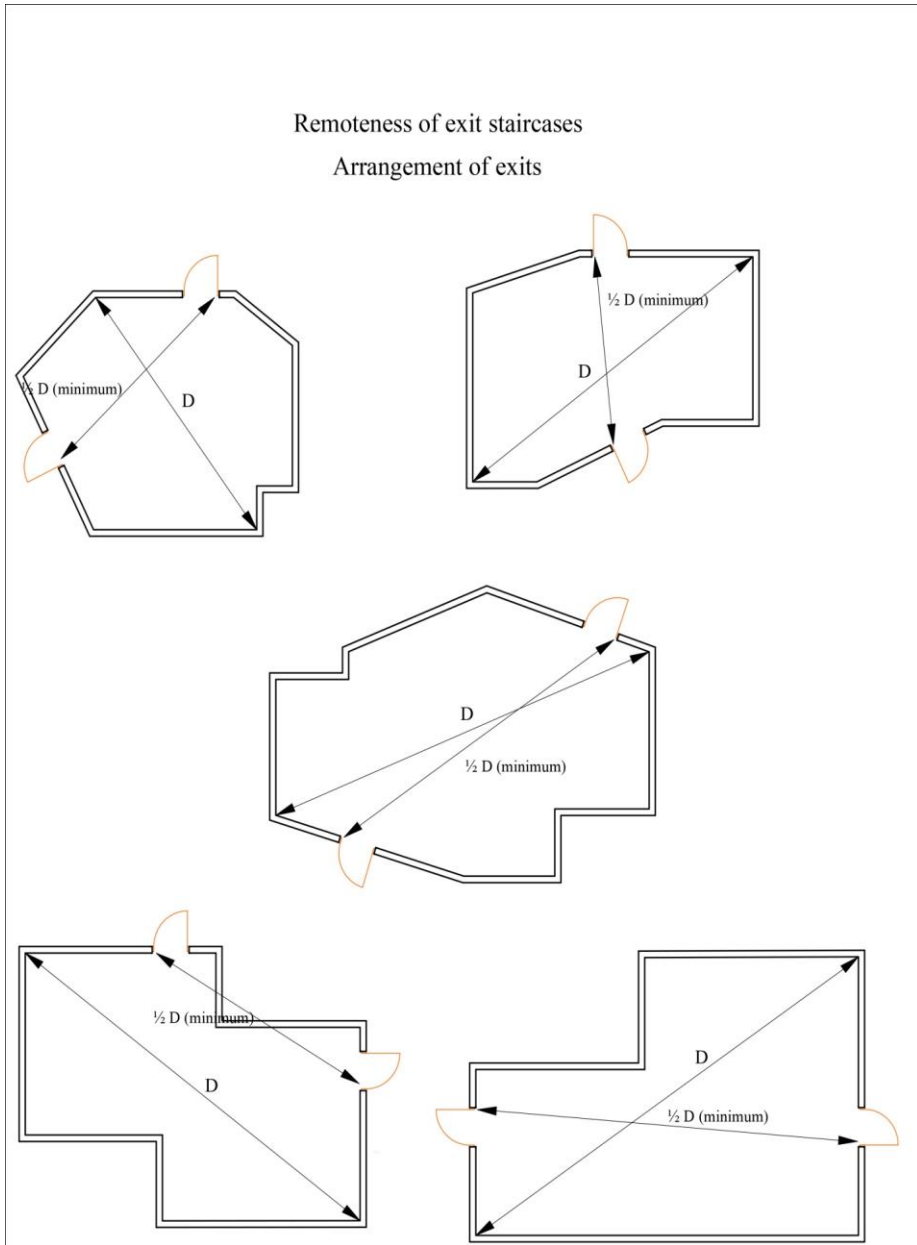 Remoteness of exit staircases
Arrangement of exits
½ D (minimum)
D
½ D (minimum)
D
D
½ D (minimum)
½ D (minimum)
D
D
½ D (minimum)